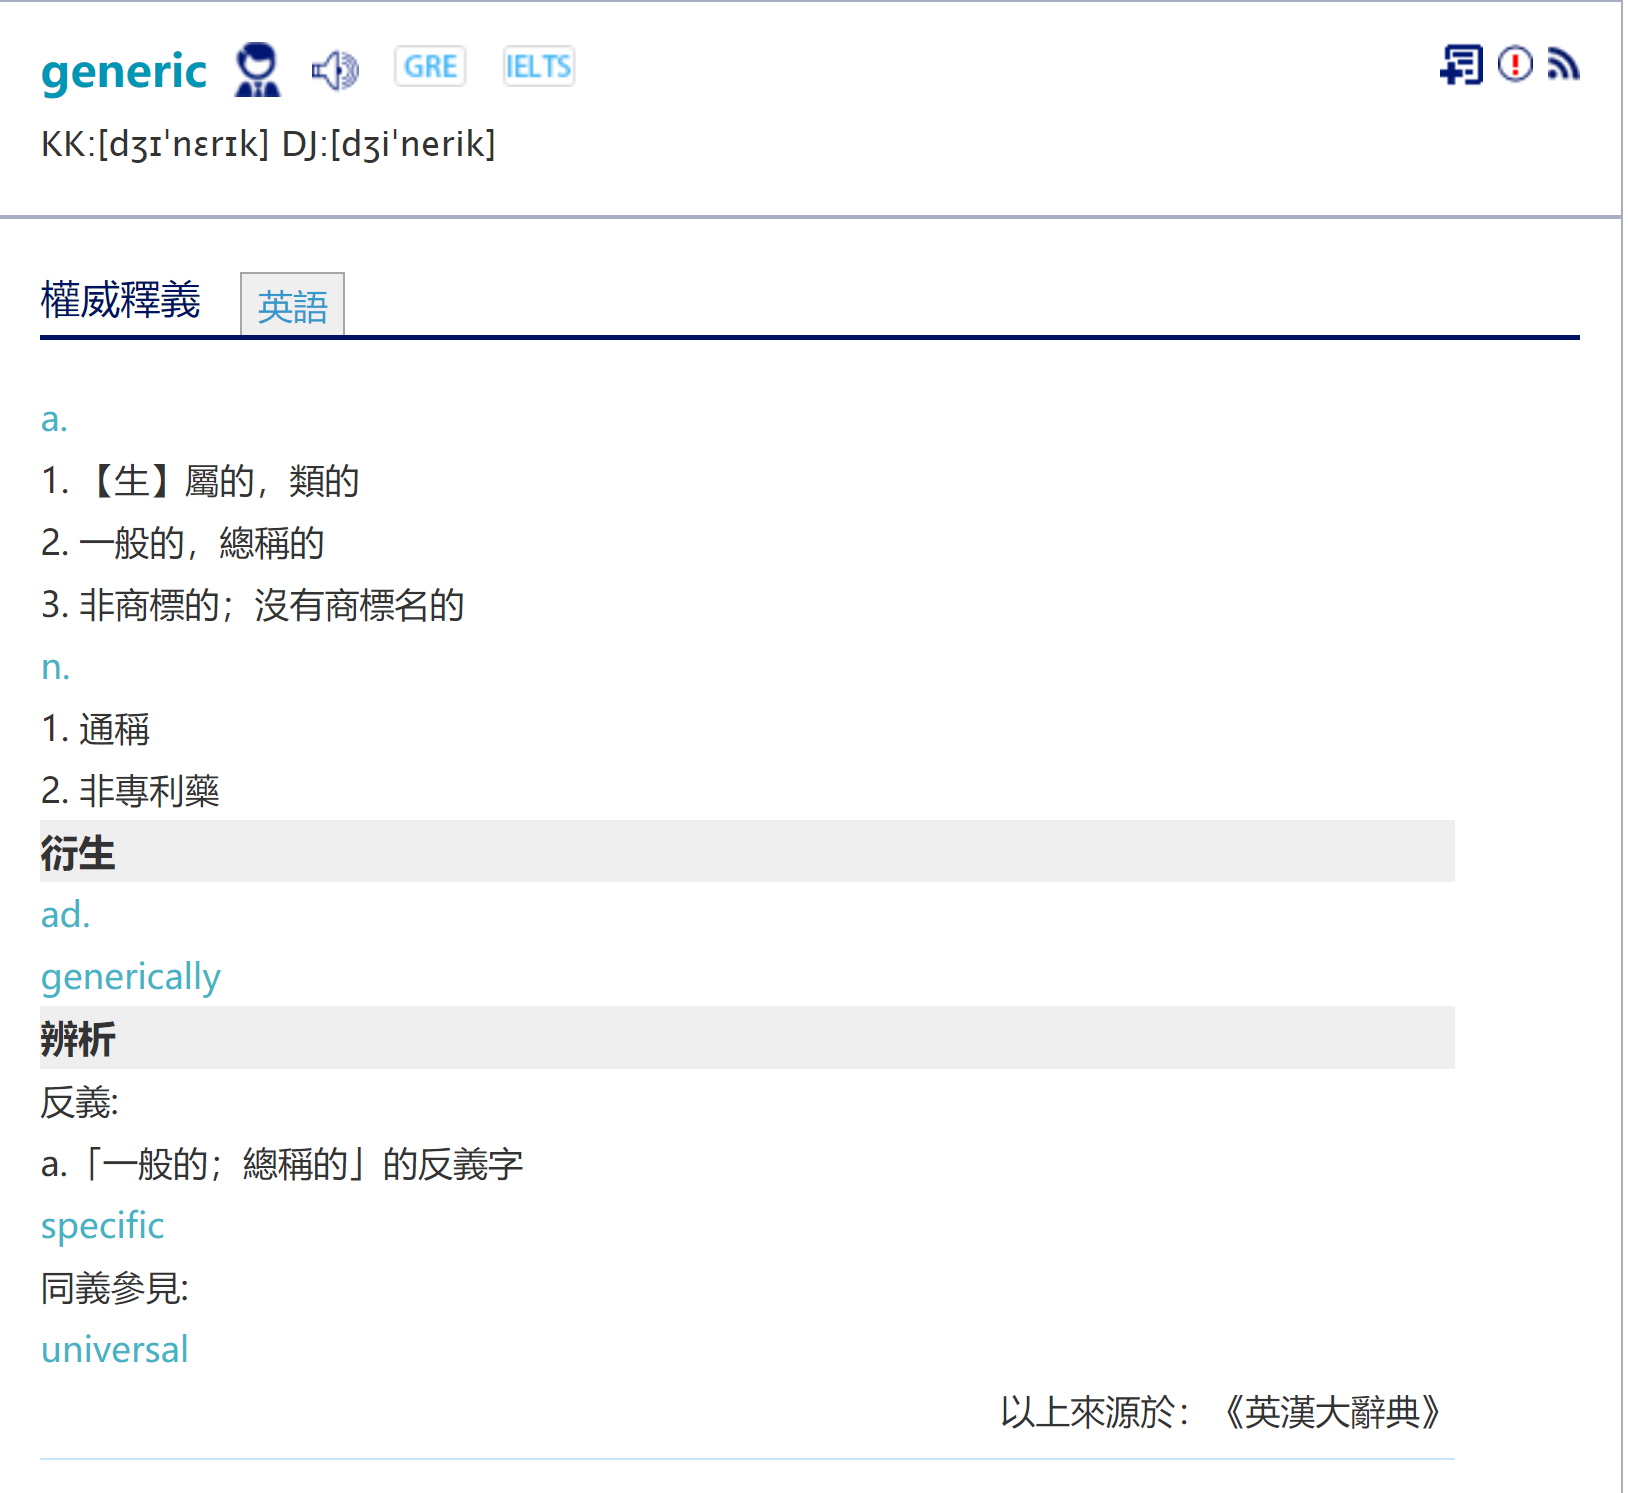 generic GRE IELTS
KK:[dʒɪˈnɛrɪk] DJ:[dʒiˈnerik]
權威釋義 英語
a.
1. 【生】屬的，類的
2. 一般的，總稱的
3. 非商標的；沒有商標名的
n.
1. 通稱
2. 非專利藥
衍生
ad.
generically
辨析
反義:
a.「一般的；總稱的」的反義字
specific
同義參見:
universal
以上來源於：《英漢大辭典》